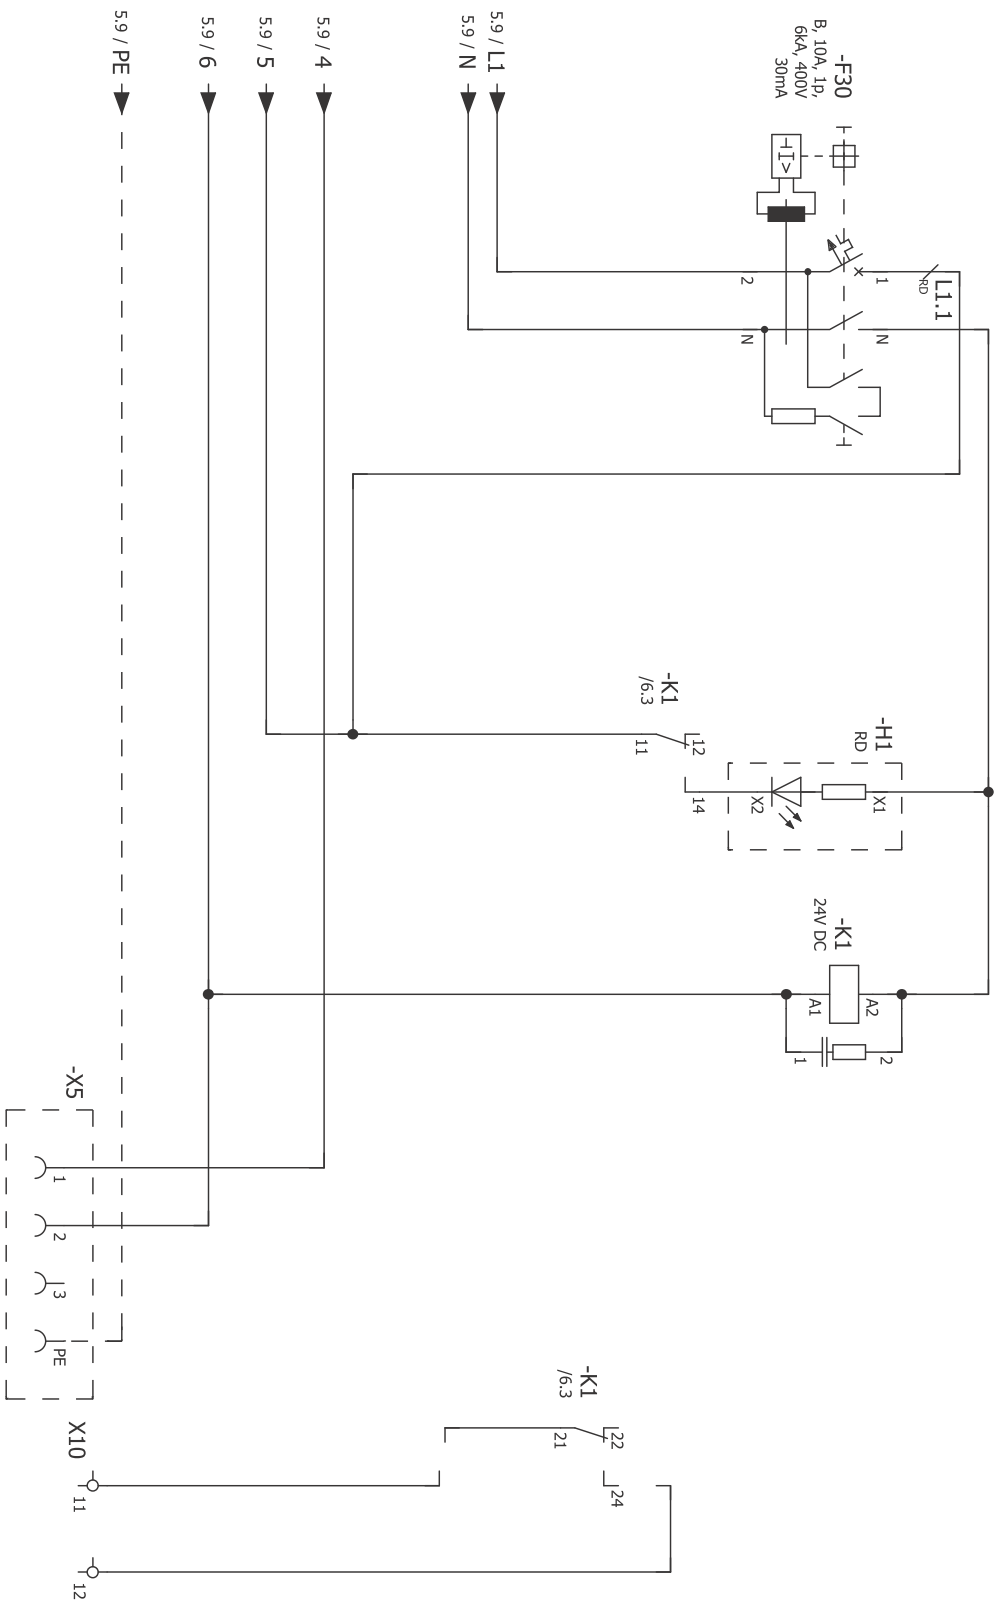 -F30
B, 10A, 1p,
6kA, 400V
30mA
I>
L1.1
RD
1
N
2
N
-H1
RD
X1
X2
-K1
24V DC
A2
A1
2
1
-K1
/6.3
12
14
11
-K1
/6.3
22
24
21
5.9 / L1
5.9 / N
5.9 / 4
5.9 / 5
5.9 / 6
5.9 / PE
-X5
1
2
3
PE
X10
11
12